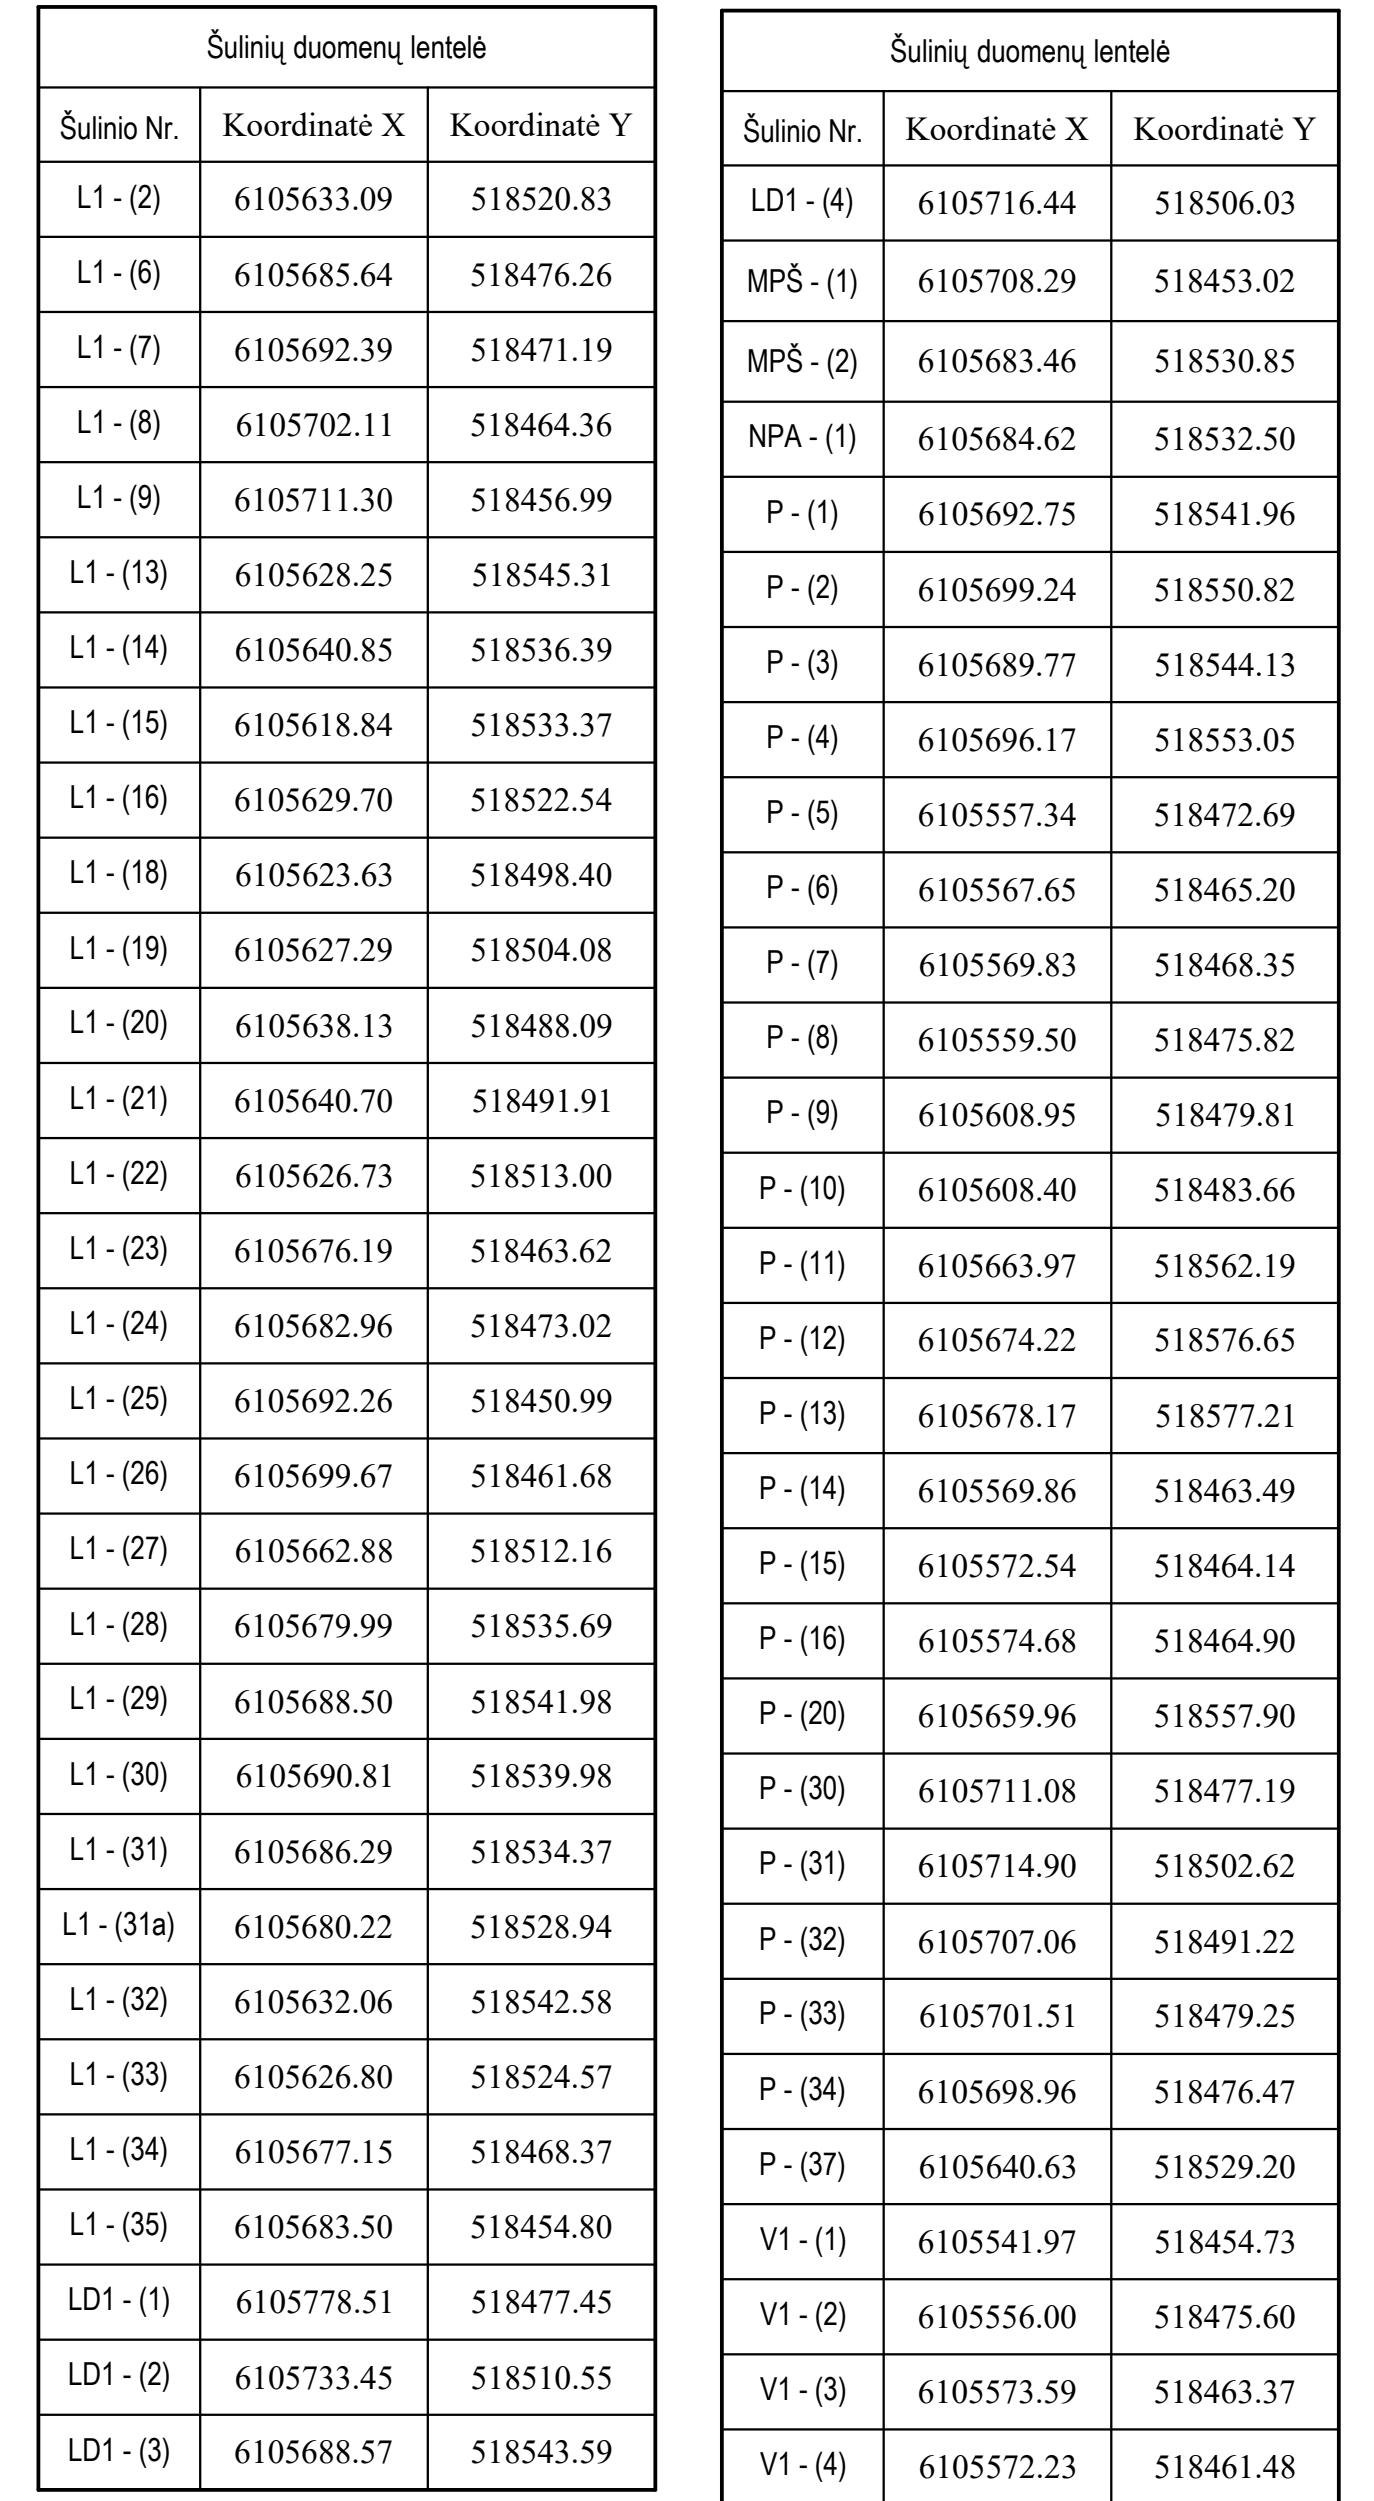 Šulinių duomenų lentelė
Šulinio Nr. Koordinatė X Koordinatė Y
L1 - (2) 6105633.09 518520.83
L1 - (6) 6105685.64 518476.26
L1 - (7) 6105692.39 518471.19
L1 - (8) 6105702.11 518464.36
L1 - (9) 6105711.30 518456.99
L1 - (13) 6105628.25 518545.31
L1 - (14) 6105640.85 518536.39
L1 - (15) 6105618.84 518533.37
L1 - (16) 6105629.70 518522.54
L1 - (18) 6105623.63 518498.40
L1 - (19) 6105627.29 518504.08
L1 - (20) 6105638.13 518488.09
L1 - (21) 6105640.70 518491.91
L1 - (22) 6105626.73 518513.00
L1 - (23) 6105676.19 518463.62
L1 - (24) 6105682.96 518473.02
L1 - (25) 6105692.26 518450.99
L1 - (26) 6105699.67 518461.68
L1 - (27) 6105662.88 518512.16
L1 - (28) 6105679.99 518535.69
L1 - (29) 6105688.50 518541.98
L1 - (30) 6105690.81 518539.98
L1 - (31) 6105686.29 518534.37
L1 - (31a) 6105680.22 518528.94
L1 - (32) 6105632.06 518542.58
L1 - (33) 6105626.80 518524.57
L1 - (34) 6105677.15 518468.37
L1 - (35) 6105683.50 518454.80
LD1 - (1) 6105778.51 518477.45
LD1 - (2) 6105733.45 518510.55
LD1 - (3) 6105688.57 518543.59
Šulinių duomenų lentelė
Šulinio Nr. Koordinatė X Koordinatė Y
LD1 - (4) 6105716.44 518506.03
MPŠ - (1) 6105708.29 518453.02
MPŠ - (2) 6105683.46 518530.85
NPA - (1) 6105684.62 518532.50
P - (1) 6105692.75 518541.96
P - (2) 6105699.24 518550.82
P - (3) 6105689.77 518544.13
P - (4) 6105696.17 518553.05
P - (5) 6105557.34 518472.69
P - (6) 6105567.65 518465.20
P - (7) 6105569.83 518468.35
P - (8) 6105559.50 518475.82
P - (9) 6105608.95 518479.81
P - (10) 6105608.40 518483.66
P - (11) 6105663.97 518562.19
P - (12) 6105674.22 518576.65
P - (13) 6105678.17 518577.21
P - (14) 6105569.86 518463.49
P - (15) 6105572.54 518464.14
P - (16) 6105574.68 518464.90
P - (20) 6105659.96 518557.90
P - (30) 6105711.08 518477.19
P - (31) 6105714.90 518502.62
P - (32) 6105707.06 518491.22
P - (33) 6105701.51 518479.25
P - (34) 6105698.96 518476.47
P - (37) 6105640.63 518529.20
V1 - (1) 6105541.97 518454.73
V1 - (2) 6105556.00 518475.60
V1 - (3) 6105573.59 518463.37
V1 - (4) 6105572.23 518461.48